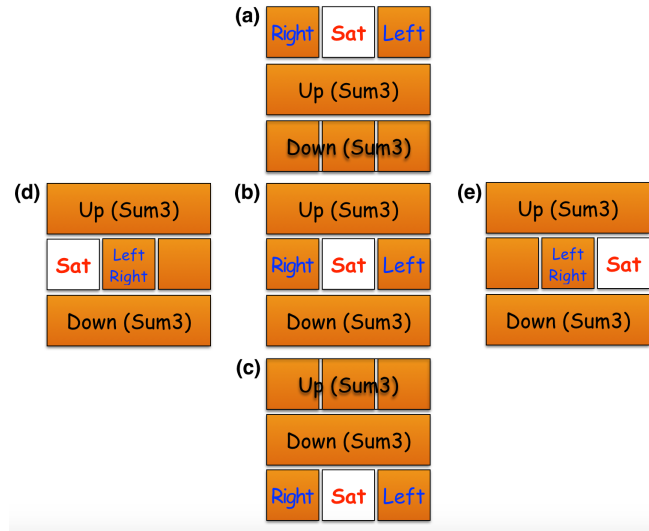 (a)
Right Sat Left
Up (Sum3)
Down (Sum3)
(d)
Up (Sum3)
Sat Left
Right
Down (Sum3)
(b)
Up (Sum3)
Right Sat Left
Down (Sum3)
(e)
Up (Sum3)
Left
Right Sat
Down (Sum3)
(c)
Up (Sum3)
Down (Sum3)
Right Sat Left